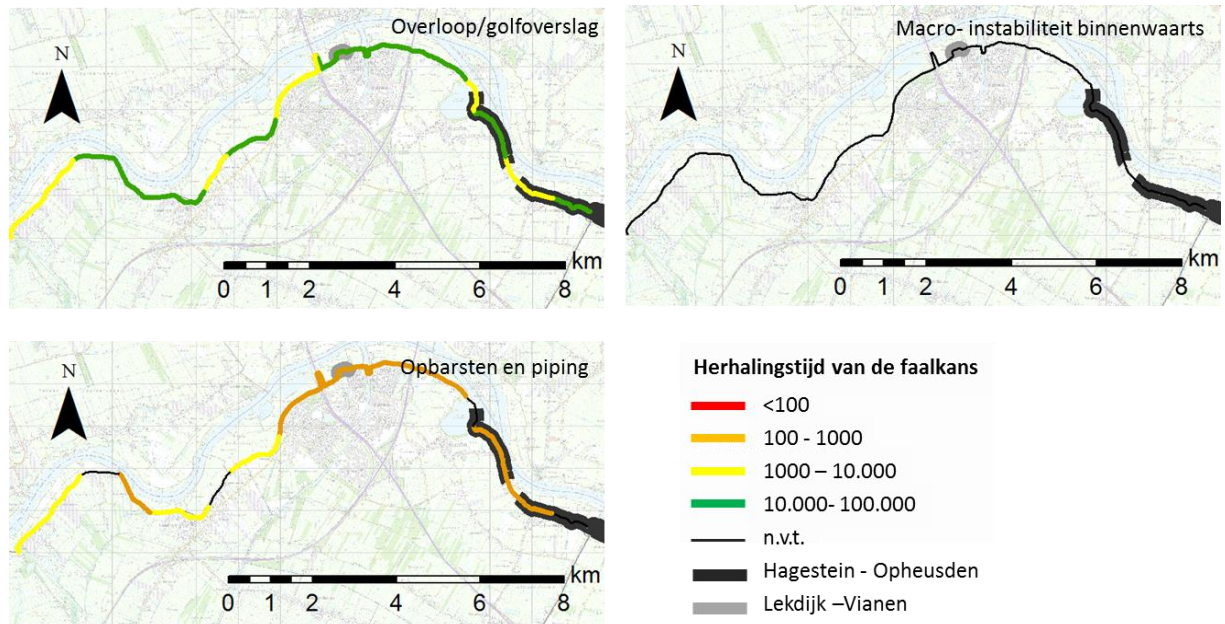 Overloop/golfoverslag
N
km
0 1 2 4 6 8
Macro- instabiliteit binnenwaarts
N
km
0 1 2 4 6 8
Opbarsten en piping
N
km
0 1 2 4 6 8
Herhalingstijd van de faalkans
<100
100 - 1000
1000 – 10.000
10.000- 100.000
n.v.t.
Hagestein - Opheusden
Lekdijk –Vianen